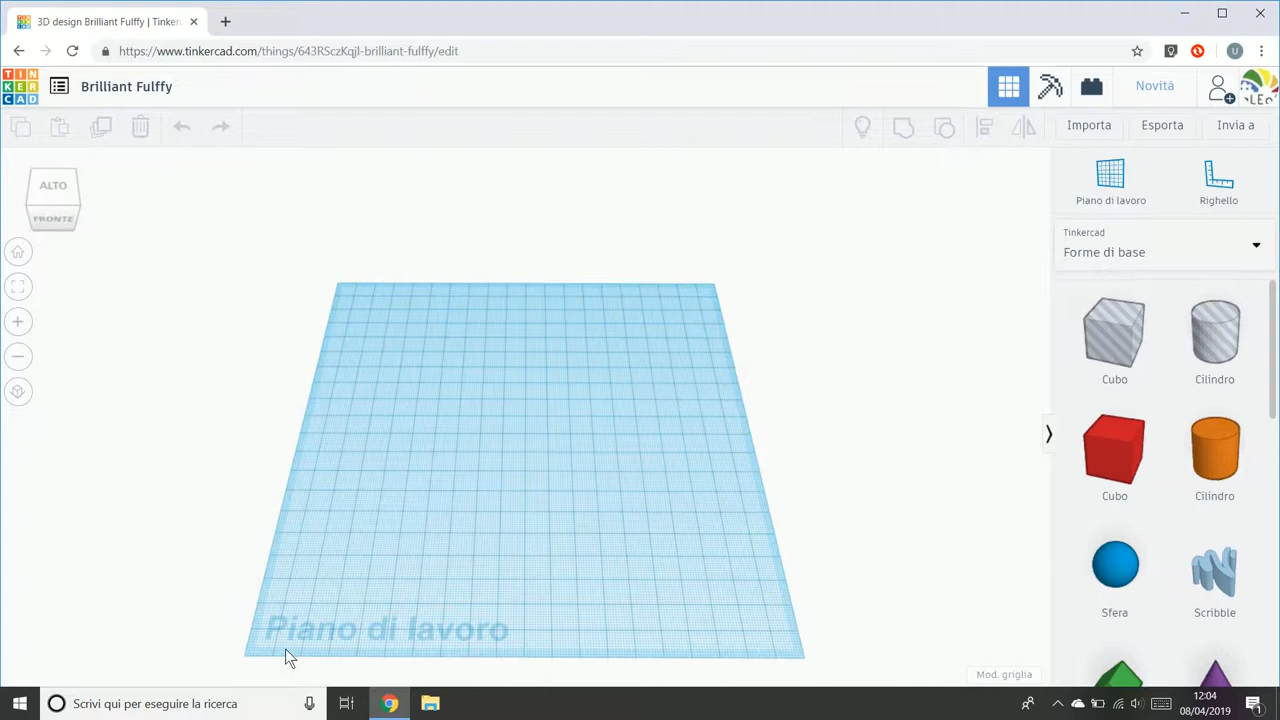 3D design Brilliant Fulffy | Tinker
https://www.tinkercad.com/things/643RSczKqjl-brilliant-fulffy/edit
U
TIN
KER
CAD
Brilliant Fulffy
Novità
Importa
Esporta
Invia a
ALTO
FRONTE
Piano di lavoro
Righello
Tinkercad
Forme di base
Cubo
Cilindro
Cubo
Cilindro
Sfera
Scribble
Piano di lavoro
Mod. griglia
Scrivi qui per eseguire la ricerca
12:04
08/04/2019
1